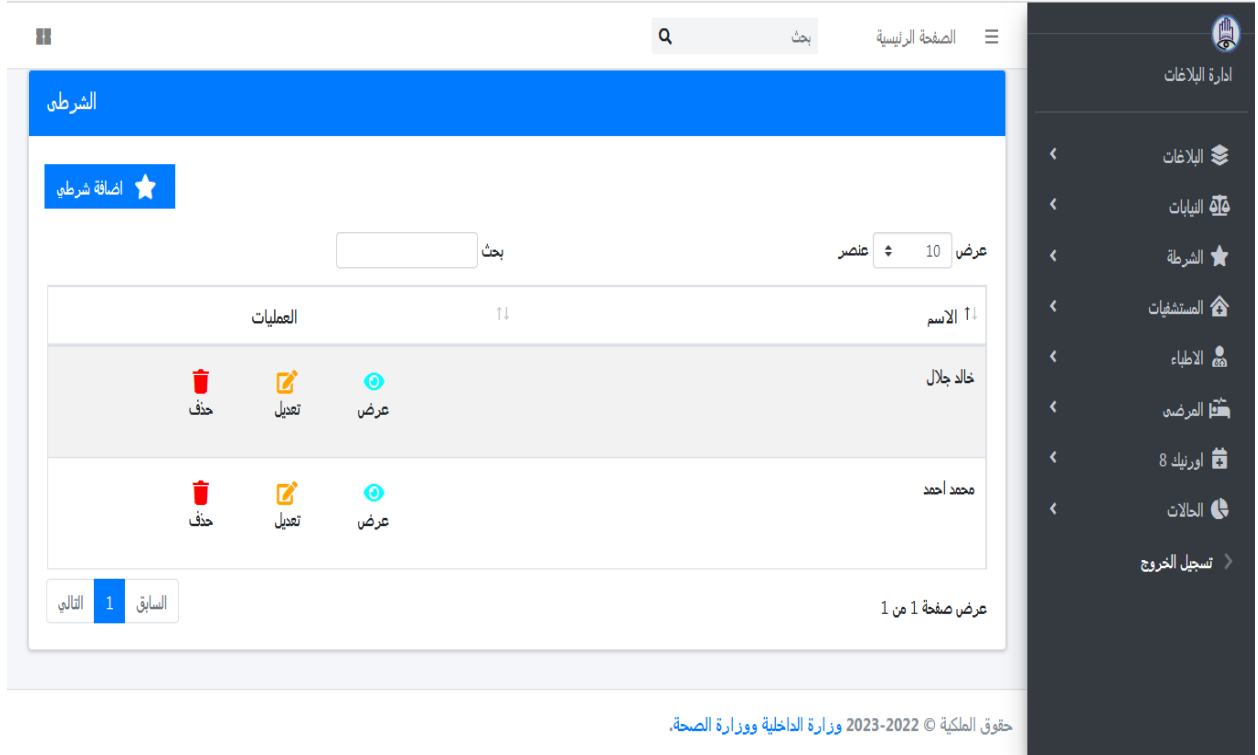 ادارة البلاغات
البلاغات
النيابات
الشرطة
المستشفيات
الاطباء
المرضى
اورنيك 8
الحالات
تسجيل الخروج
الصفحة الرئيسية
بحث
الشرطى
اضافة شرطي
عرض 10 عنصر
بحث
الاسم العمليات
خالد جلال
عرض تعديل حذف
محمد احمد
عرض تعديل حذف
عرض صفحة 1 من 1
السابق 1 التالي
حقوق الملكية © 2022-2023 وزارة الداخلية ووزارة الصحة.